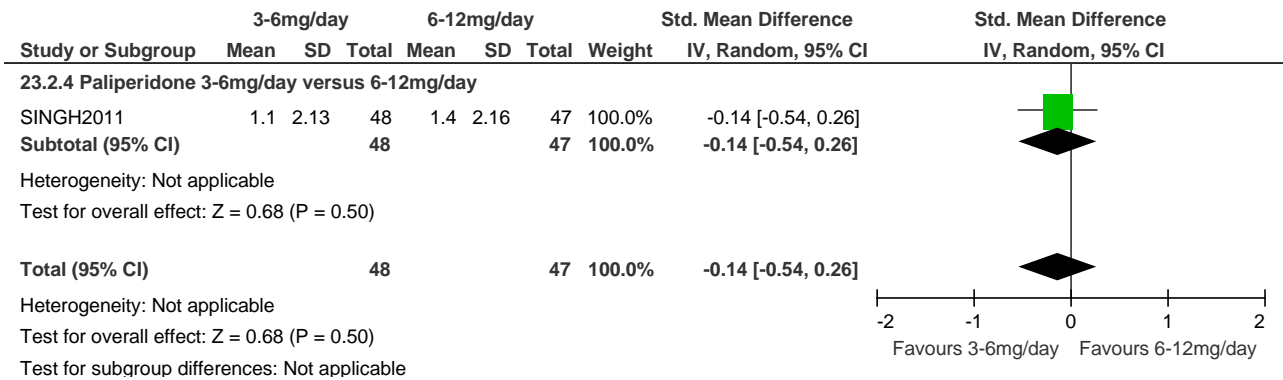 3-6mg/day 6-12mg/day Std. Mean Difference Std. Mean Difference
Study or Subgroup Mean SD Total Mean SD Total Weight IV, Random, 95% CI IV, Random, 95% CI
23.2.4 Paliperidone 3-6mg/day versus 6-12mg/day
SINGH2011 1.1 2.13 48 1.4 2.16 47 100.0% -0.14 [-0.54, 0.26]
Subtotal (95% CI) 48 47 100.0% -0.14 [-0.54, 0.26]
Heterogeneity: Not applicable
Test for overall effect: Z = 0.68 (P = 0.50)
Total (95% CI) 48 47 100.0% -0.14 [-0.54, 0.26]
Heterogeneity: Not applicable
Test for overall effect: Z = 0.68 (P = 0.50)
Test for subgroup differences: Not applicable
-2 -1 0 1 2
Favours 3-6mg/day Favours 6-12mg/day